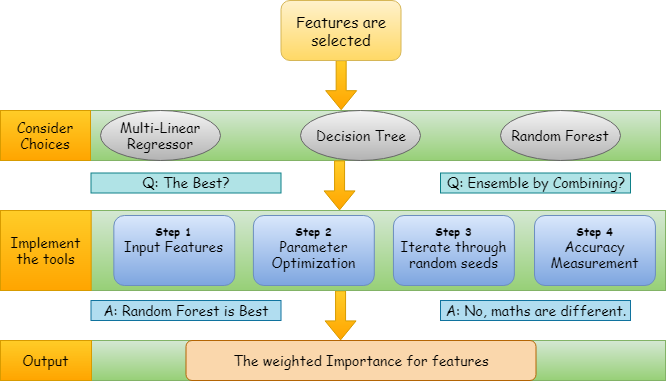 Features are
selected
Consider
Choices
Multi-Linear
Regressor
Decision Tree
Random Forest
Q: The Best?
Q: Ensemble by Combining?
Implement
the tools
Step 1
Input Features
Step 2
Parameter
Optimization
Step 3
Iterate through
random seeds
Step 4
Accuracy
Measurement
A: Random Forest is Best
A: No, maths are different.
Output
The weighted Importance for features